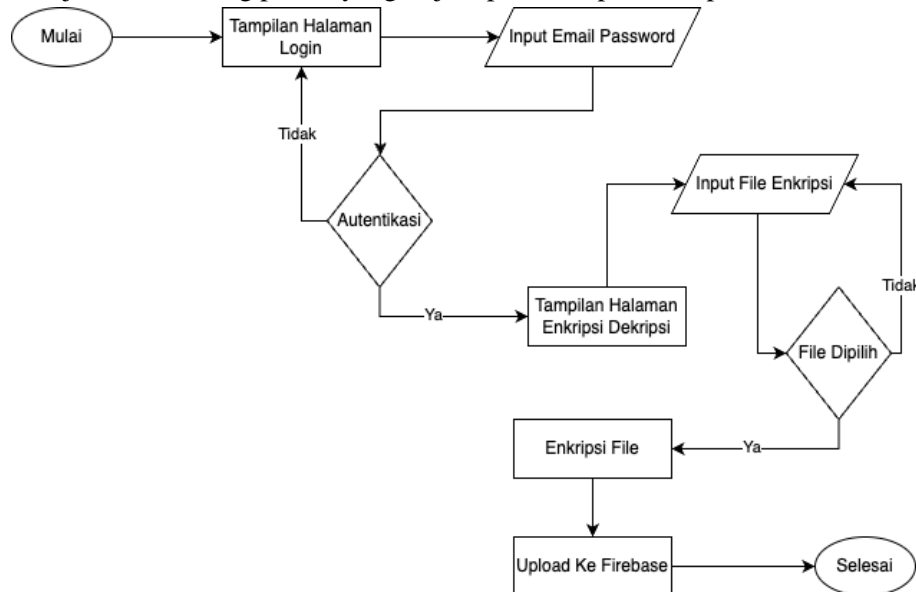 Mulai
Tampilan Halaman
Login
Input Email Password
Tidak
Autentikasi
Ya
Tampilan Halaman
Enkripsi Dekripsi
Input File Enkripsi
Tidak
File Dipilih
Ya
Enkripsi File
Upload Ke Firebase
Selesai